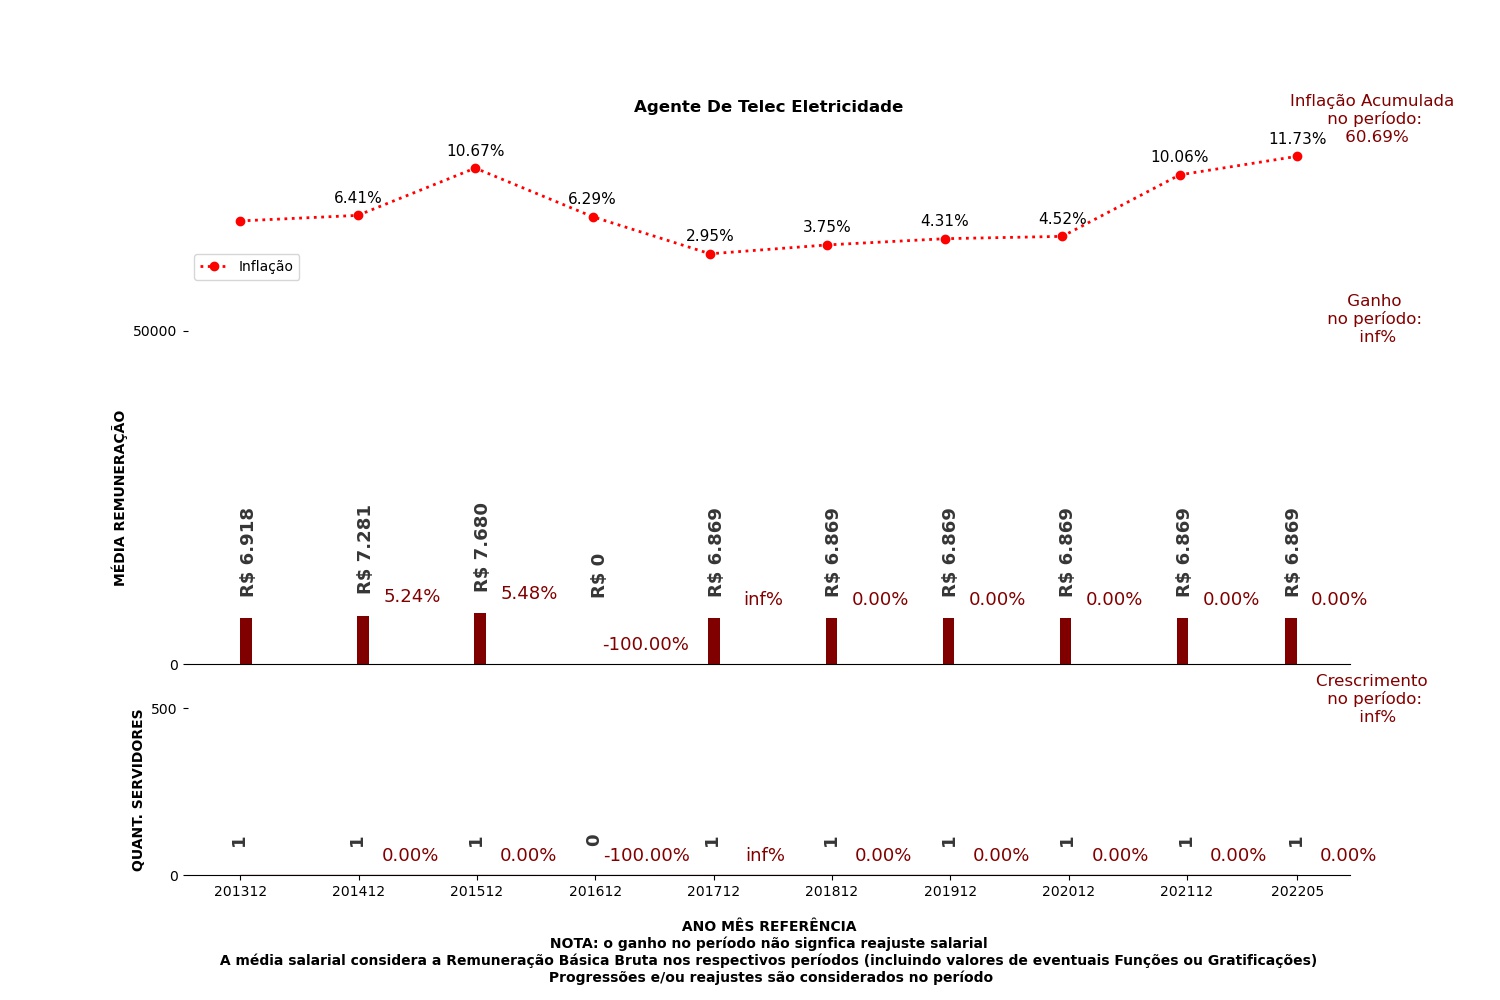 Agente De Telec Eletricidade
Inflação Acumulada
no período:
60.69%
6.41%
10.67%
6.29%
2.95%
3.75%
4.31%
4.52%
10.06%
11.73%
Inflação
Ganho
no período:
inf%
50000
0
MÉDIA REMUNERAÇÃO
R$ 6.918
R$ 7.281
R$ 7.680
R$ 0
R$ 6.869
R$ 6.869
R$ 6.869
R$ 6.869
R$ 6.869
R$ 6.869
5.24%
5.48%
-100.00%
inf%
0.00%
0.00%
0.00%
0.00%
0.00%
Crescrimento
no período:
inf%
500
0
QUANT. SERVIDORES
1
1
1
0
1
1
1
1
1
1
0.00%
0.00%
-100.00%
inf%
0.00%
0.00%
0.00%
0.00%
0.00%
201312
201412
201512
201612
201712
201812
201912
202012
202112
202205
ANO MÊS REFERÊNCIA
NOTA: o ganho no período não signfica reajuste salarial
A média salarial considera a Remuneração Básica Bruta nos respectivos períodos (incluindo valores de eventuais Funções ou Gratificações)
Progressões e/ou reajustes são considerados no período